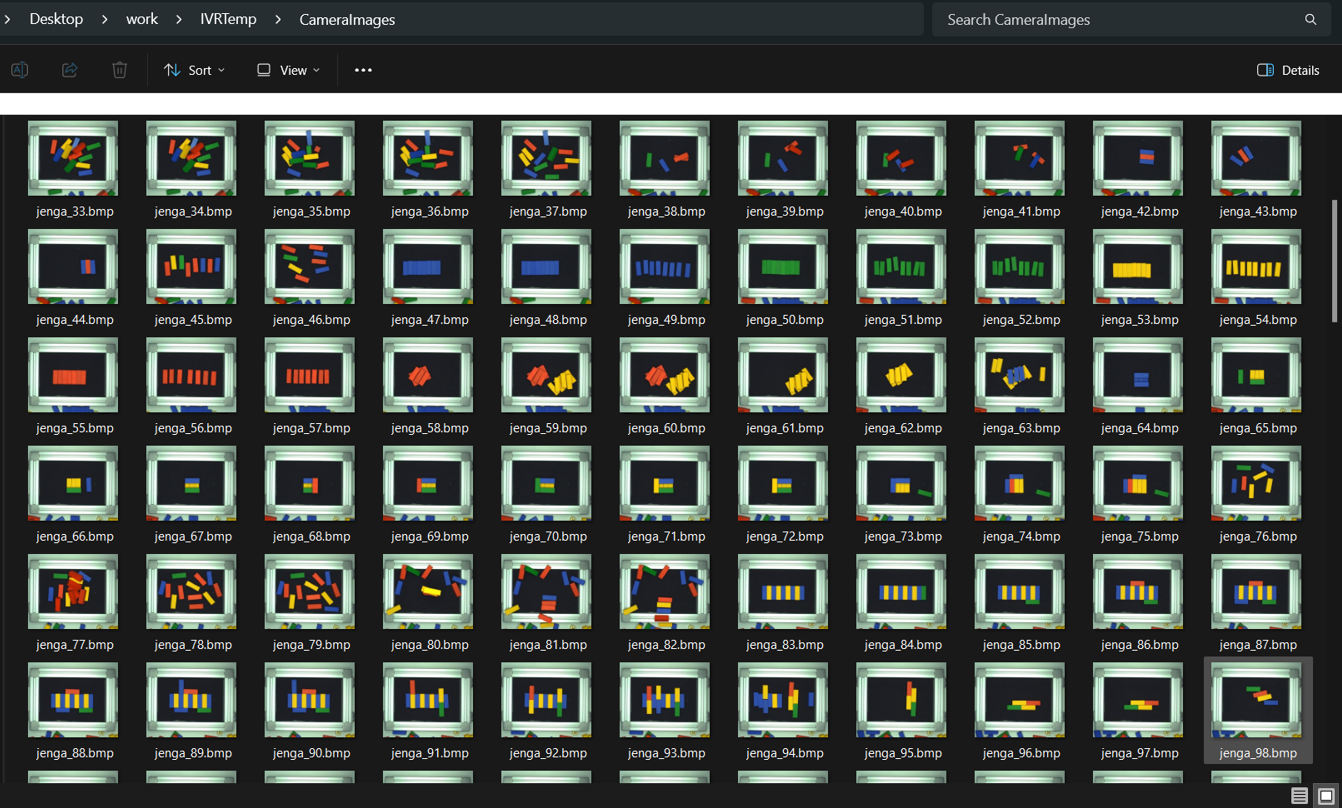 Desktop > work > IVRTemp > CameraImages
Search CameraImages
Sort View Details
jenga_33.bmp jenga_34.bmp jenga_35.bmp jenga_36.bmp jenga_37.bmp jenga_38.bmp jenga_39.bmp jenga_40.bmp jenga_41.bmp jenga_42.bmp jenga_43.bmp
jenga_44.bmp jenga_45.bmp jenga_46.bmp jenga_47.bmp jenga_48.bmp jenga_49.bmp jenga_50.bmp jenga_51.bmp jenga_52.bmp jenga_53.bmp jenga_54.bmp
jenga_55.bmp jenga_56.bmp jenga_57.bmp jenga_58.bmp jenga_59.bmp jenga_60.bmp jenga_61.bmp jenga_62.bmp jenga_63.bmp jenga_64.bmp jenga_65.bmp
jenga_66.bmp jenga_67.bmp jenga_68.bmp jenga_69.bmp jenga_70.bmp jenga_71.bmp jenga_72.bmp jenga_73.bmp jenga_74.bmp jenga_75.bmp jenga_76.bmp
jenga_77.bmp jenga_78.bmp jenga_79.bmp jenga_80.bmp jenga_81.bmp jenga_82.bmp jenga_83.bmp jenga_84.bmp jenga_85.bmp jenga_86.bmp jenga_87.bmp
jenga_88.bmp jenga_89.bmp jenga_90.bmp jenga_91.bmp jenga_92.bmp jenga_93.bmp jenga_94.bmp jenga_95.bmp jenga_96.bmp jenga_97.bmp jenga_98.bmp